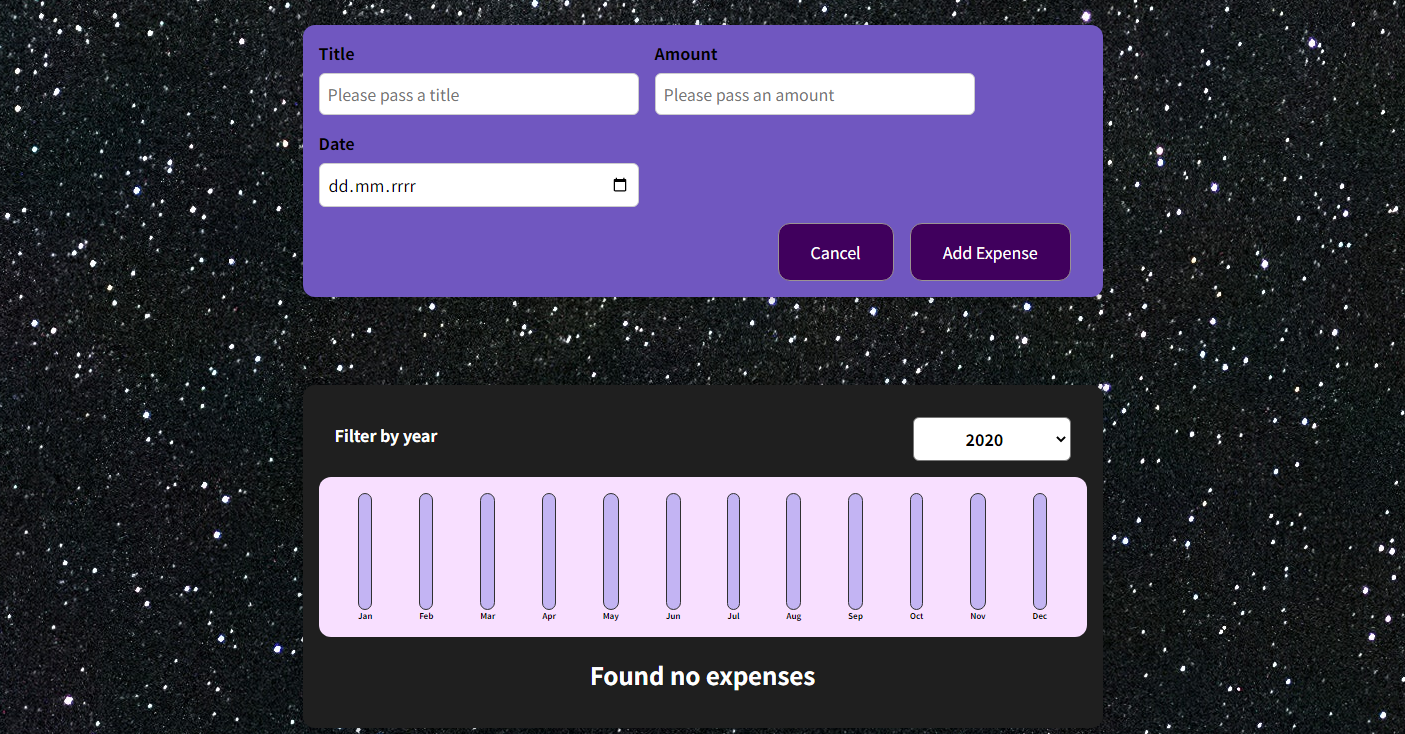 Title Amount
Please pass a title Please pass an amount
Date
dd.mm.rrrr
Cancel Add Expense
Filter by year 2020
Jan Feb Mar Apr May Jun Jul Aug Sep Oct Nov Dec
Found no expenses